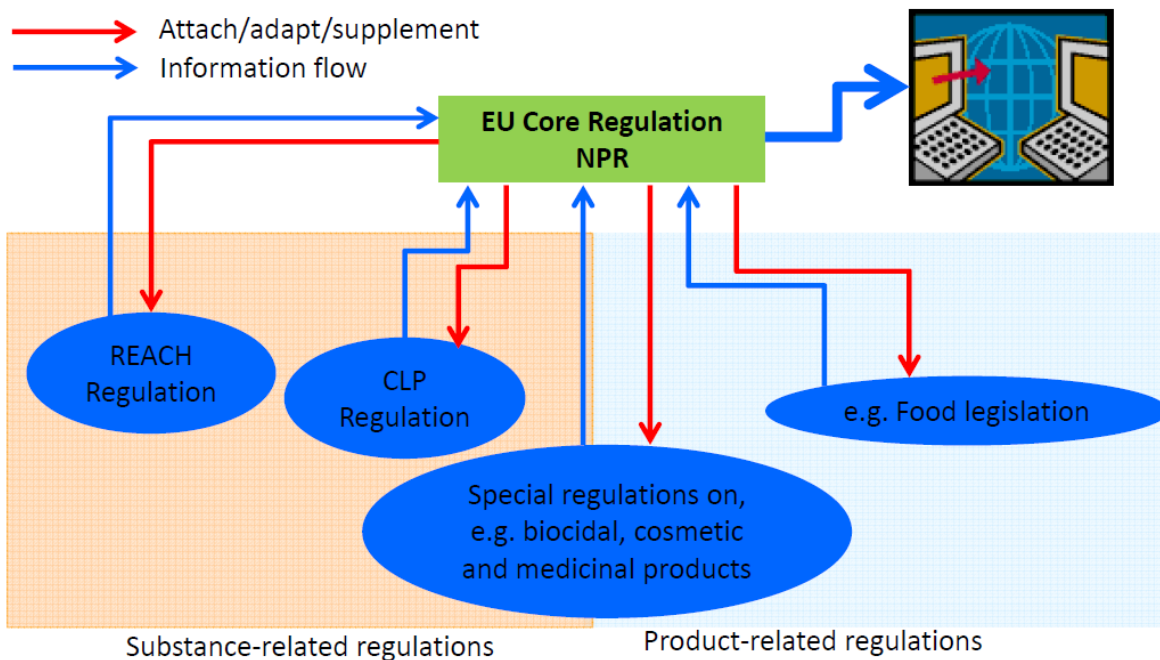 Attach/adapt/supplement
Information flow
EU Core Regulation
NPR
REACH
Regulation
CLP
Regulation
e.g. Food legislation
Special regulations on,
e.g. biocidal, cosmetic
and medicinal products
Substance-related regulations
Product-related regulations